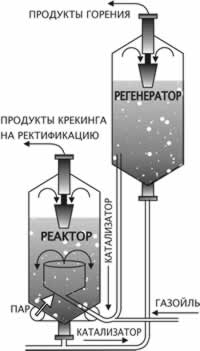 ПРОДУКТЫ ГОРЕНИЯ
РЕГЕНЕРАТОР
ПРОДУКТЫ КРЕКИНГА
НА РЕКТИФИКАЦИЮ
КАТАЛИЗАТОР
РЕАКТОР
ПАР
ГАЗОЙЛЬ
КАТАЛИЗАТОР